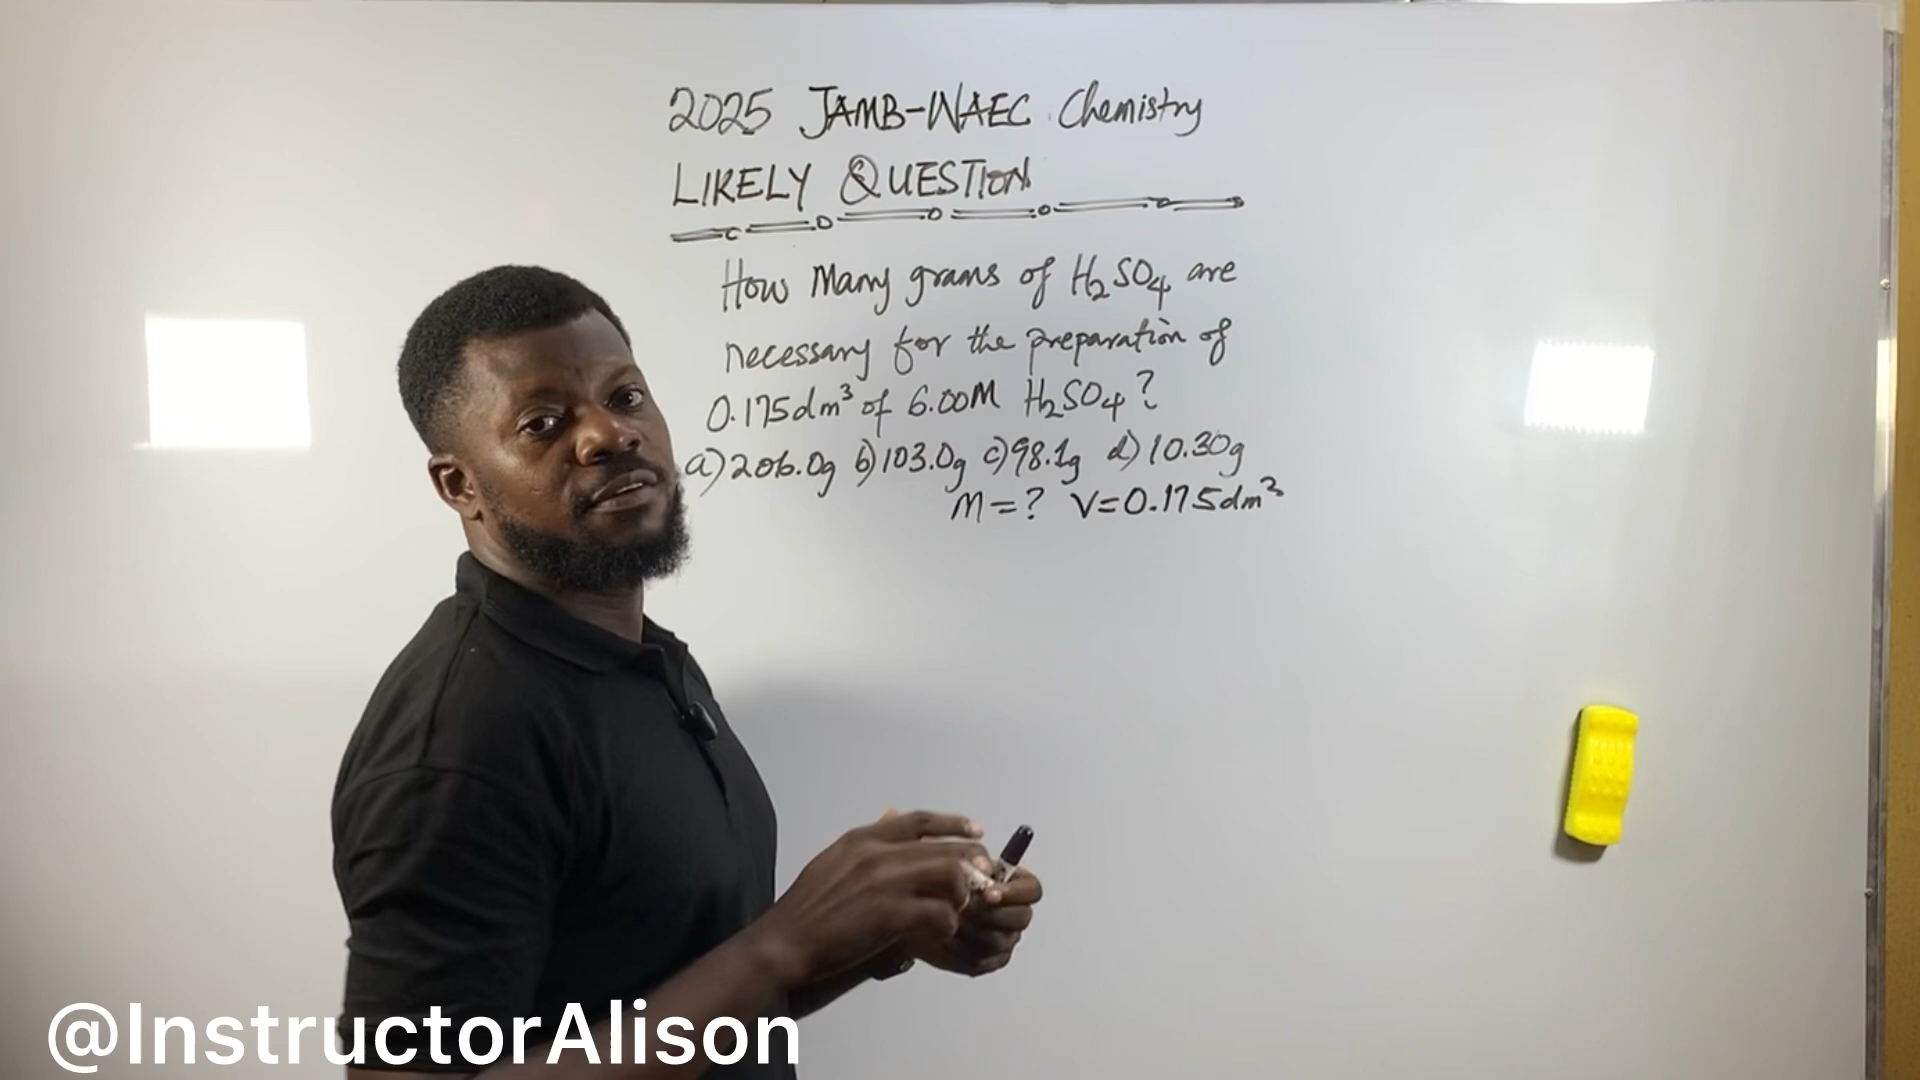 2025 JAMB-WAEC Chemistry
LIKELY QUESTION
How Many grams of H₂SO₄ are
necessary for the preparation of
0.175dm³ of 6.00M H₂SO₄?
a) 206.0g b) 103.0g c) 98.1g d) 10.30g
M = ? V = 0.175dm³
@InstructorAlison